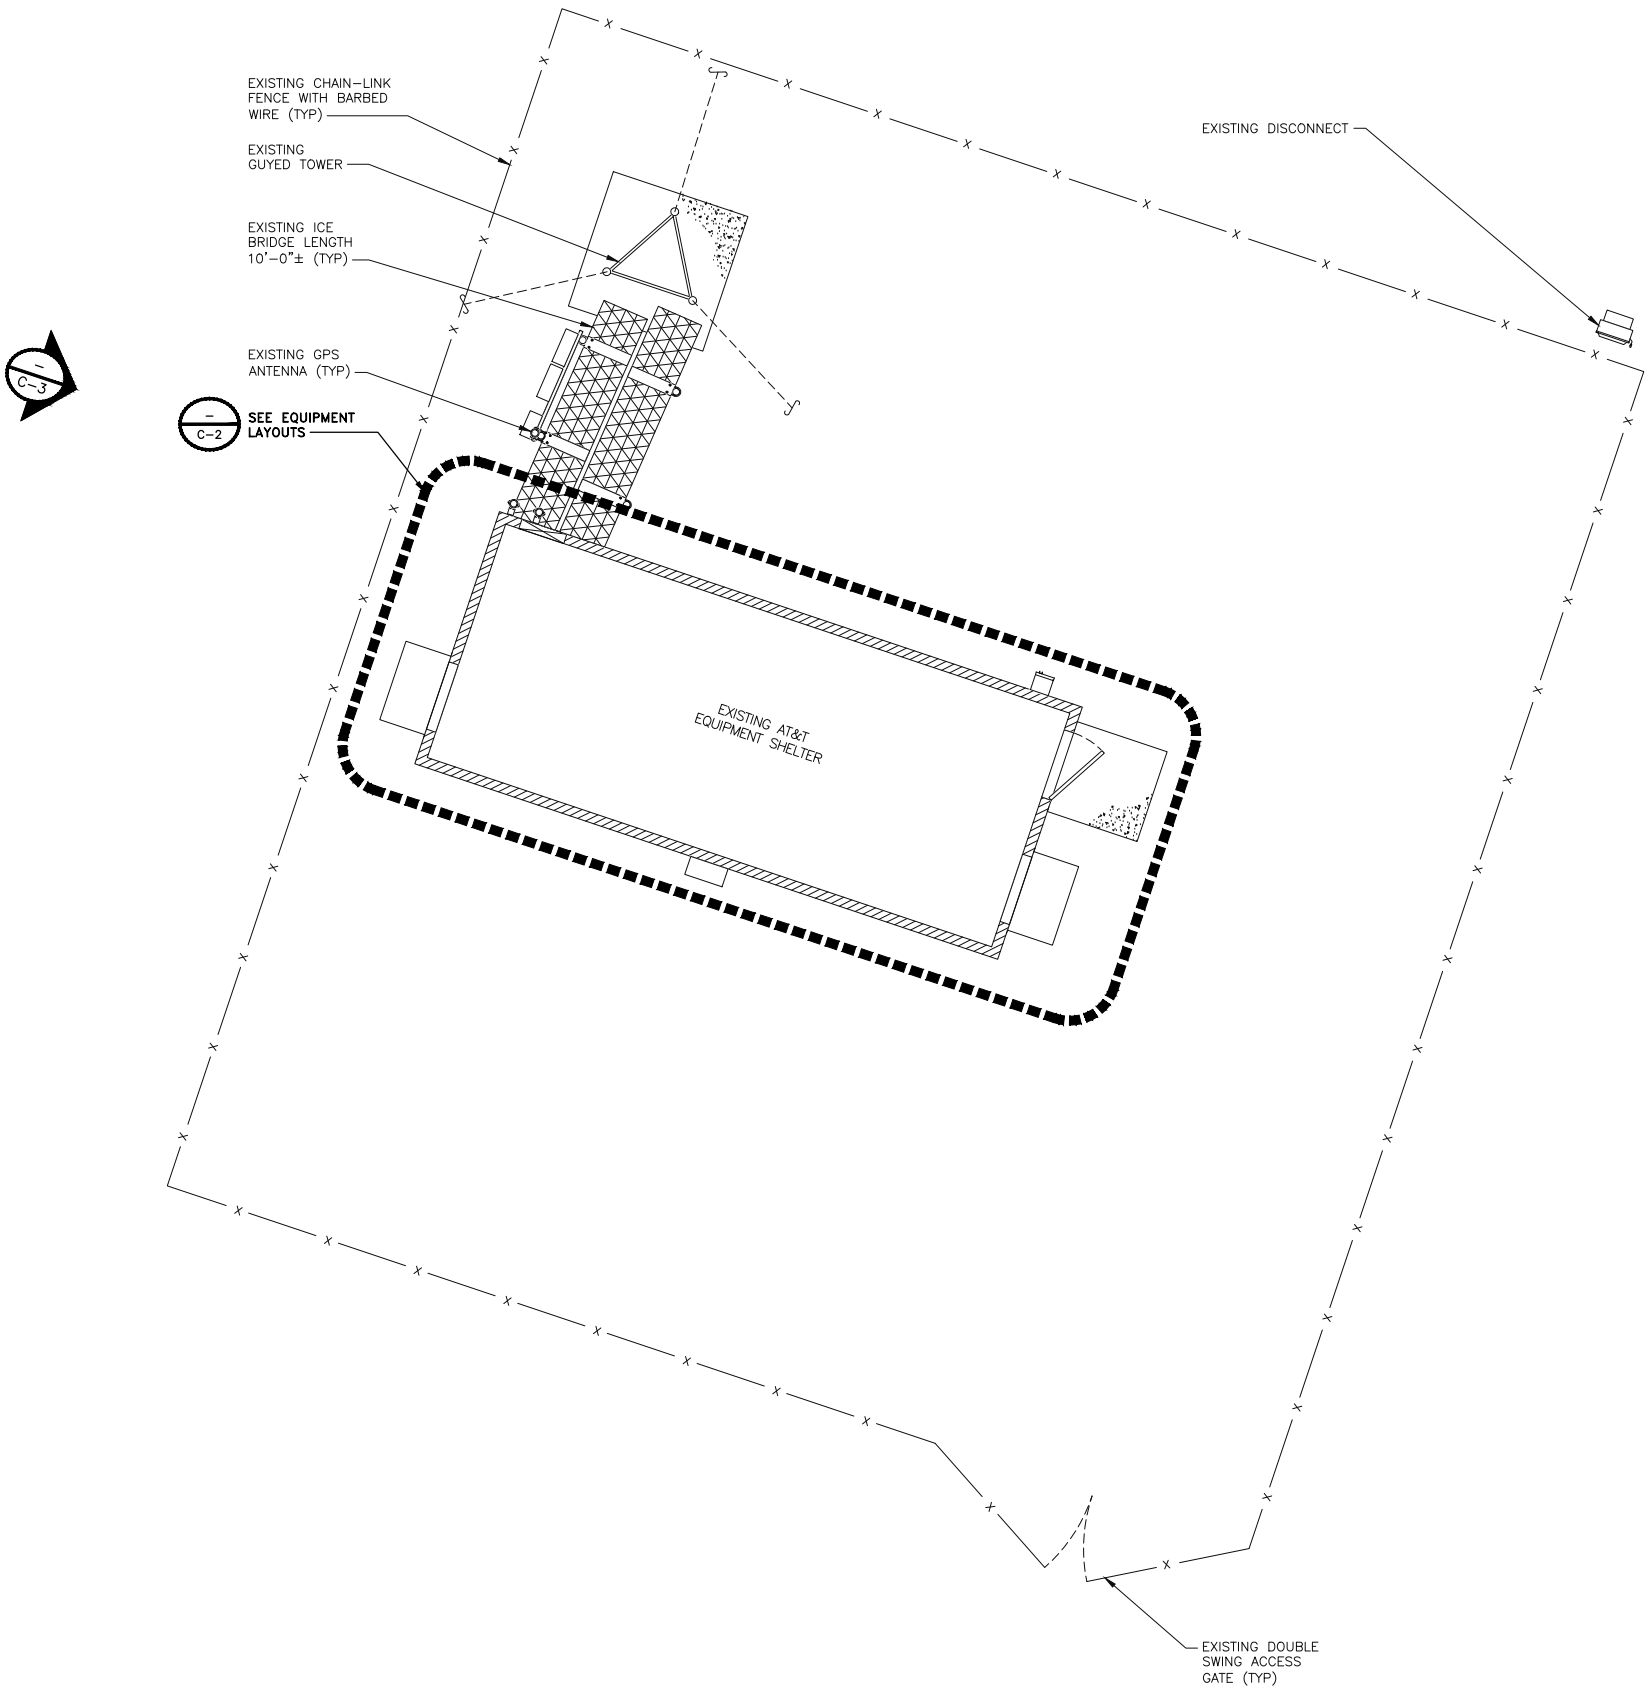 EXISTING CHAIN-LINK
FENCE WITH BARBED
WIRE (TYP)
EXISTING
GUYED TOWER
EXISTING ICE
BRIDGE LENGTH
10'-0"± (TYP)
EXISTING GPS
ANTENNA (TYP)
SEE EQUIPMENT
LAYOUTS
-
C-2
-
C-3
EXISTING DISCONNECT
EXISTING AT&T
EQUIPMENT SHELTER
EXISTING DOUBLE
SWING ACCESS
GATE (TYP)